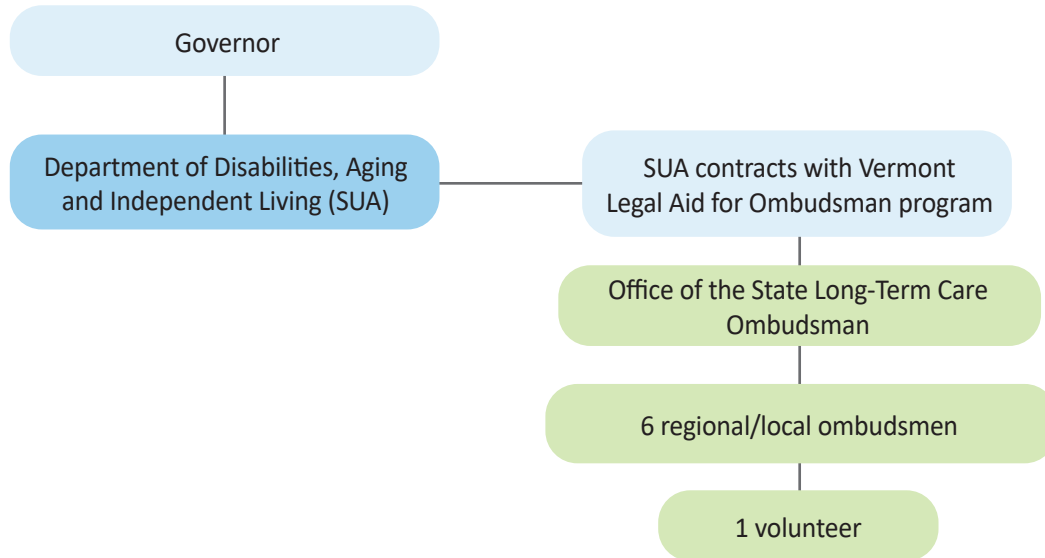 Governor
Department of Disabilities, Aging
and Independent Living (SUA)
SUA contracts with Vermont
Legal Aid for Ombudsman program
Office of the State Long-Term Care
Ombudsman
6 regional/local ombudsmen
1 volunteer